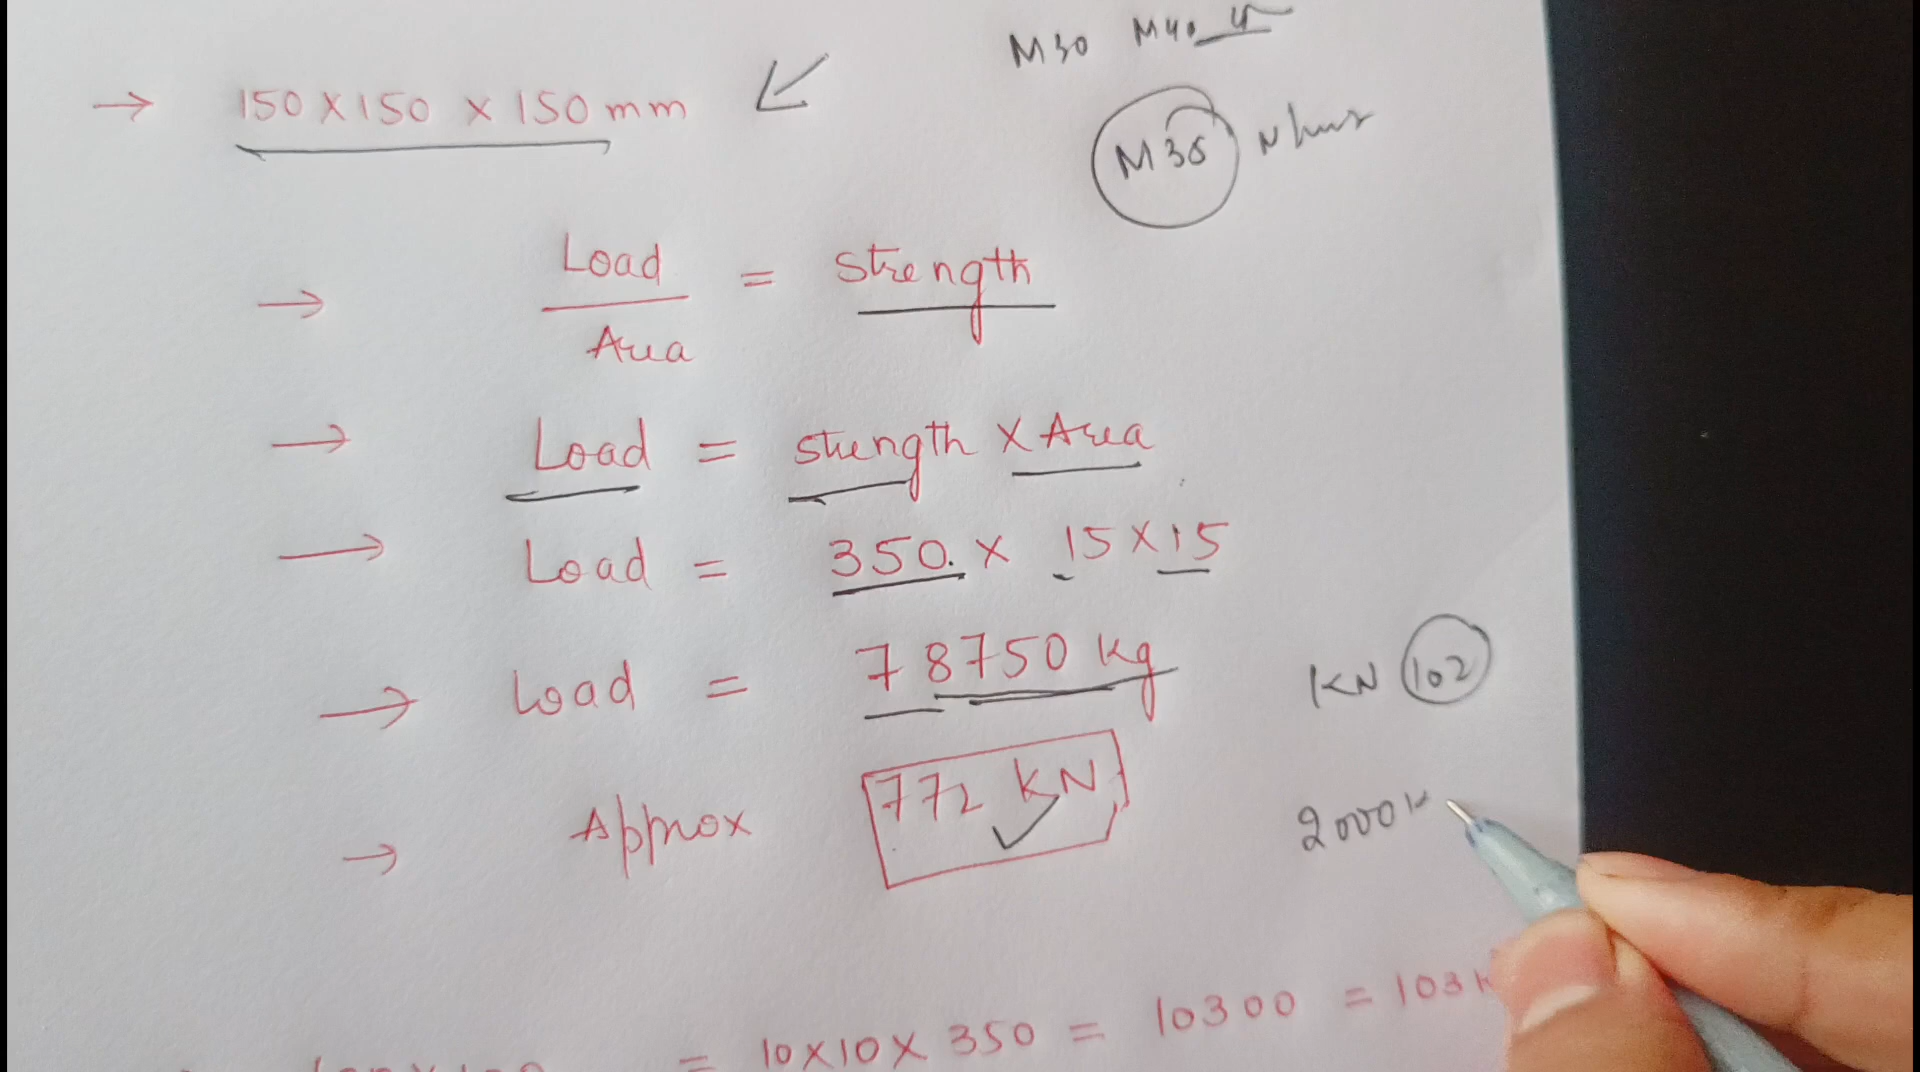 M30 M40
→ 150 X 150 X 150 mm
M35 N/mm²
→ Load / Area = Strength
→ Load = Strength X Area
→ Load = 350. X 15 X 15
→ Load = 78750 kg
KN 102
→ Approx 772 KN
2000 K
= 10X10X 350 = 10300 = 103 K